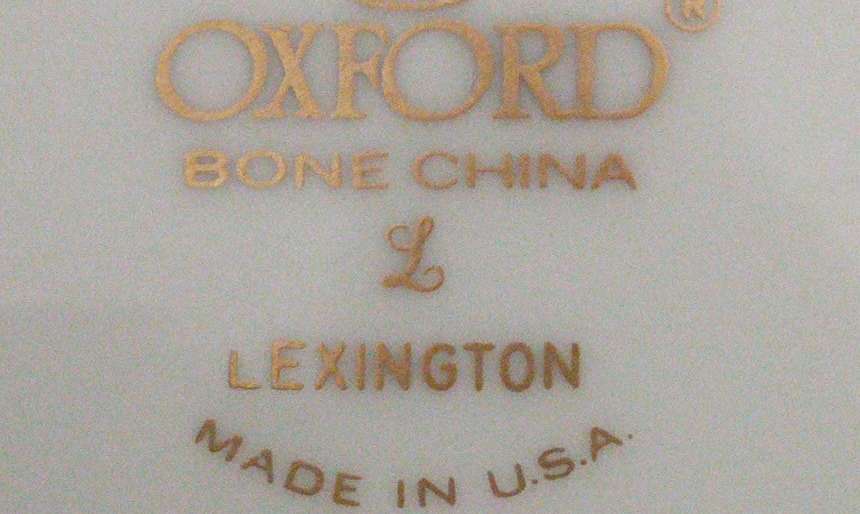 OXFORD®
BONE CHINA
L
LEXINGTON
MADE IN U.S.A.